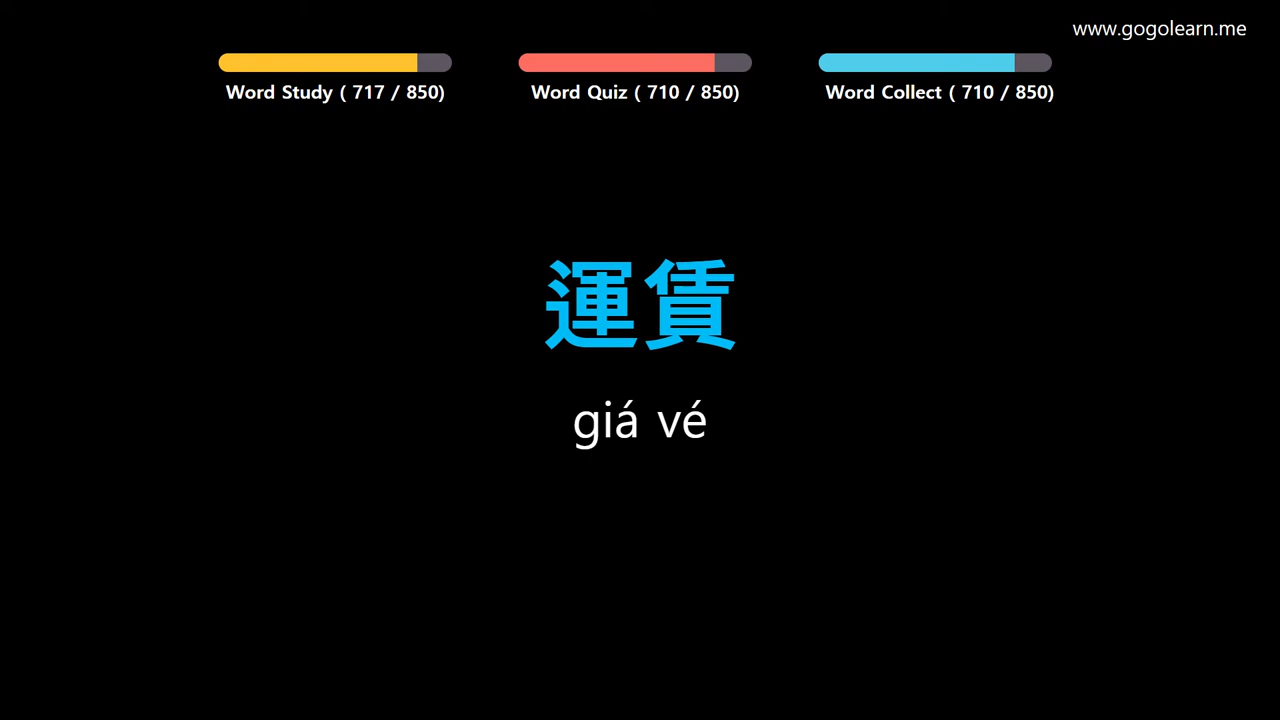 www.gogolearn.me
Word Study ( 717 / 850)
Word Quiz ( 710 / 850)
Word Collect ( 710 / 850)
運賃
giá vé